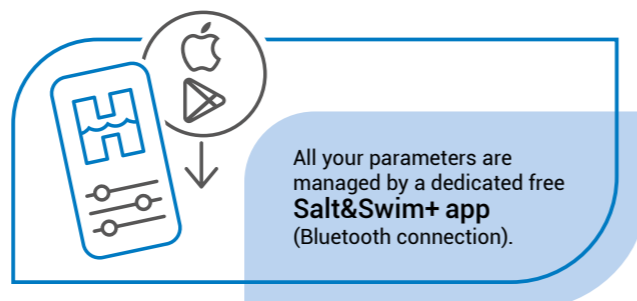 All your parameters are
managed by a dedicated free
Salt&Swim+ app
(Bluetooth connection).